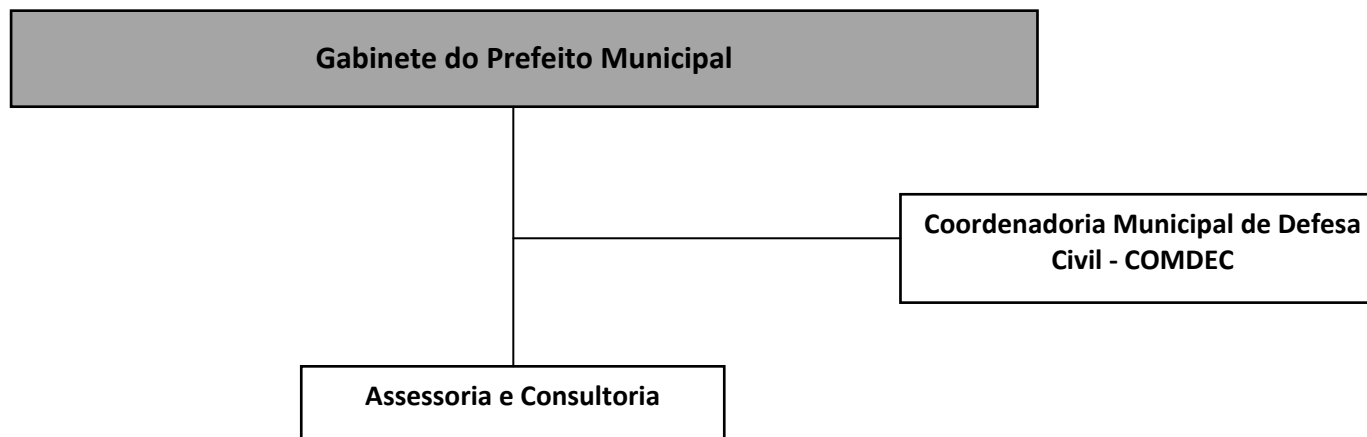 Gabinete do Prefeito Municipal
Coordenadoria Municipal de Defesa
Civil - COMDEC
Assessoria e Consultoria